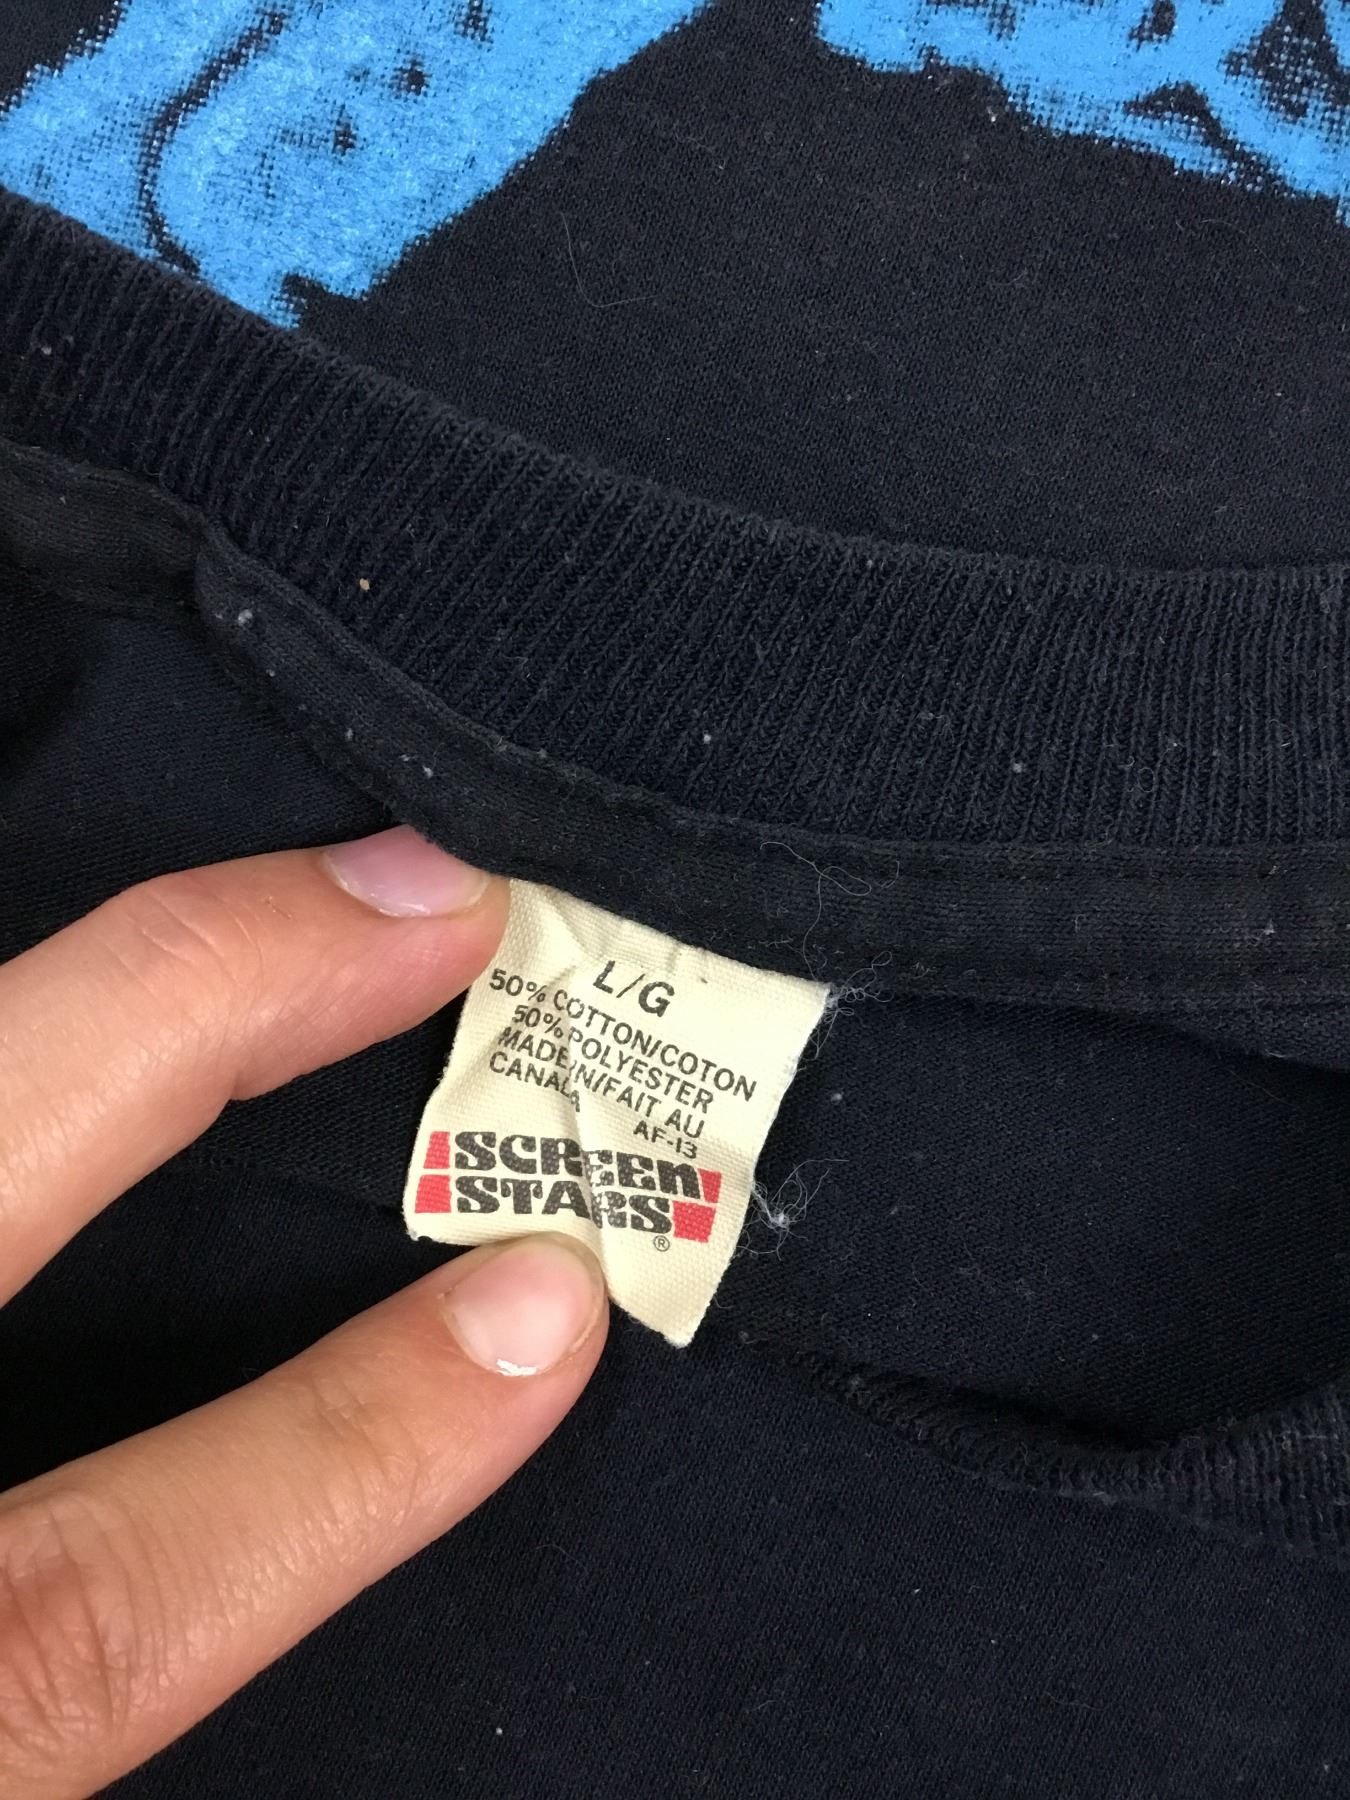 L/G
50% COTTON/COTON
50% POLYESTER
MADE IN/FAIT AU
CANADA
AF-13
SCREEN
STARS®